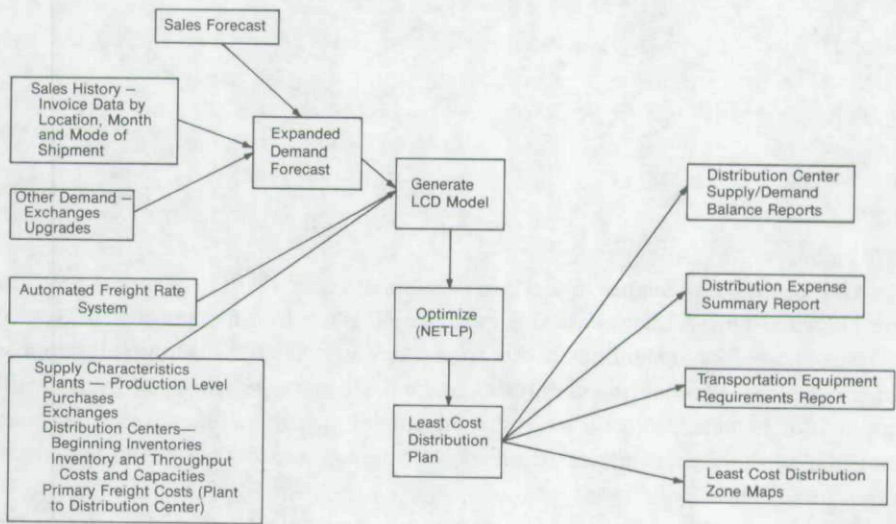 Sales Forecast
Sales History —
Invoice Data by
Location, Month
and Mode of
Shipment
Expanded
Demand
Forecast
Other Demand —
Exchanges
Upgrades
Generate
LCD Model
Automated Freight Rate
System
Optimize
(NETLP)
Supply Characteristics
Plants — Production Level
Purchases
Exchanges
Distribution Centers—
Beginning Inventories
Inventory and Throughput
Costs and Capacities
Primary Freight Costs (Plant
to Distribution Center)
Least Cost
Distribution
Plan
Distribution Center
Supply/Demand
Balance Reports
Distribution Expense
Summary Report
Transportation Equipment
Requirements Report
Least Cost Distribution
Zone Maps